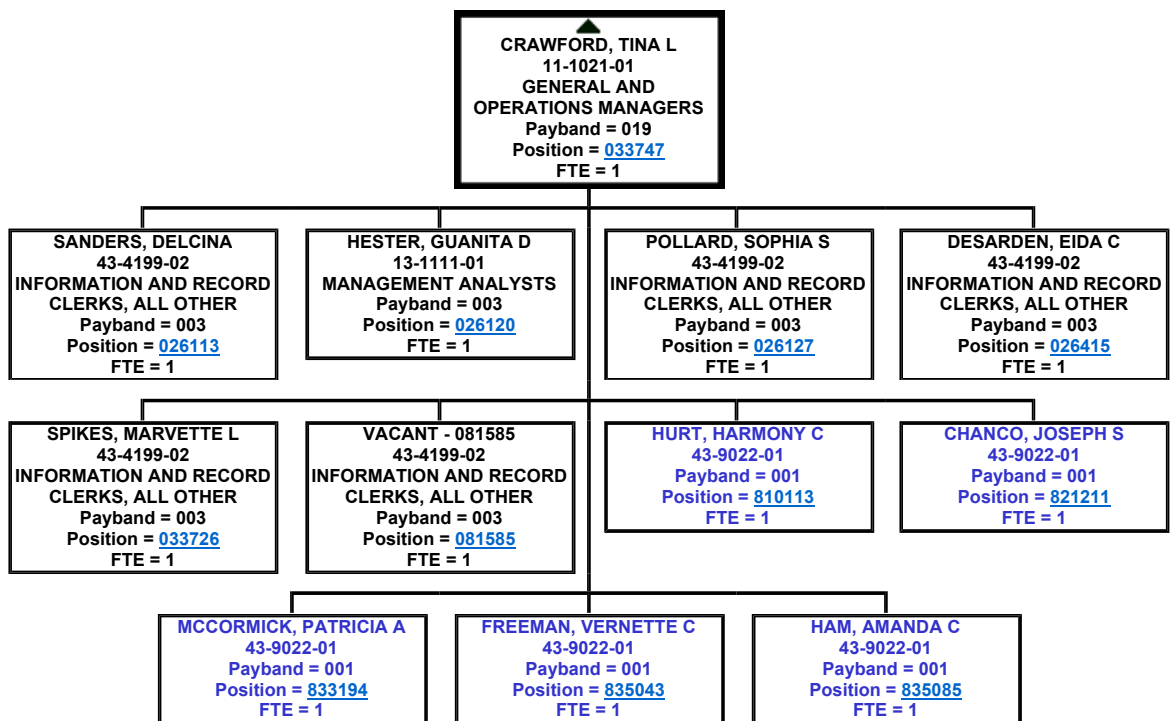 CRAWFORD, TINA L
11-1021-01
GENERAL AND
OPERATIONS MANAGERS
Payband = 019
Position = 033747
FTE = 1
SANDERS, DELCINA
43-4199-02
INFORMATION AND RECORD
CLERKS, ALL OTHER
Payband = 003
Position = 026113
FTE = 1
HESTER, GUANITA D
13-1111-01
MANAGEMENT ANALYSTS
Payband = 003
Position = 026120
FTE = 1
POLLARD, SOPHIA S
43-4199-02
INFORMATION AND RECORD
CLERKS, ALL OTHER
Payband = 003
Position = 026127
FTE = 1
DESARDEN, EIDA C
43-4199-02
INFORMATION AND RECORD
CLERKS, ALL OTHER
Payband = 003
Position = 026415
FTE = 1
SPIKES, MARVETTE L
43-4199-02
INFORMATION AND RECORD
CLERKS, ALL OTHER
Payband = 003
Position = 033726
FTE = 1
VACANT - 081585
43-4199-02
INFORMATION AND RECORD
CLERKS, ALL OTHER
Payband = 003
Position = 081585
FTE = 1
HURT, HARMONY C
43-9022-01
Payband = 001
Position = 810113
FTE = 1
CHANCO, JOSEPH S
43-9022-01
Payband = 001
Position = 821211
FTE = 1
MCCORMICK, PATRICIA A
43-9022-01
Payband = 001
Position = 833194
FTE = 1
FREEMAN, VERNETTE C
43-9022-01
Payband = 001
Position = 835043
FTE = 1
HAM, AMANDA C
43-9022-01
Payband = 001
Position = 835085
FTE = 1